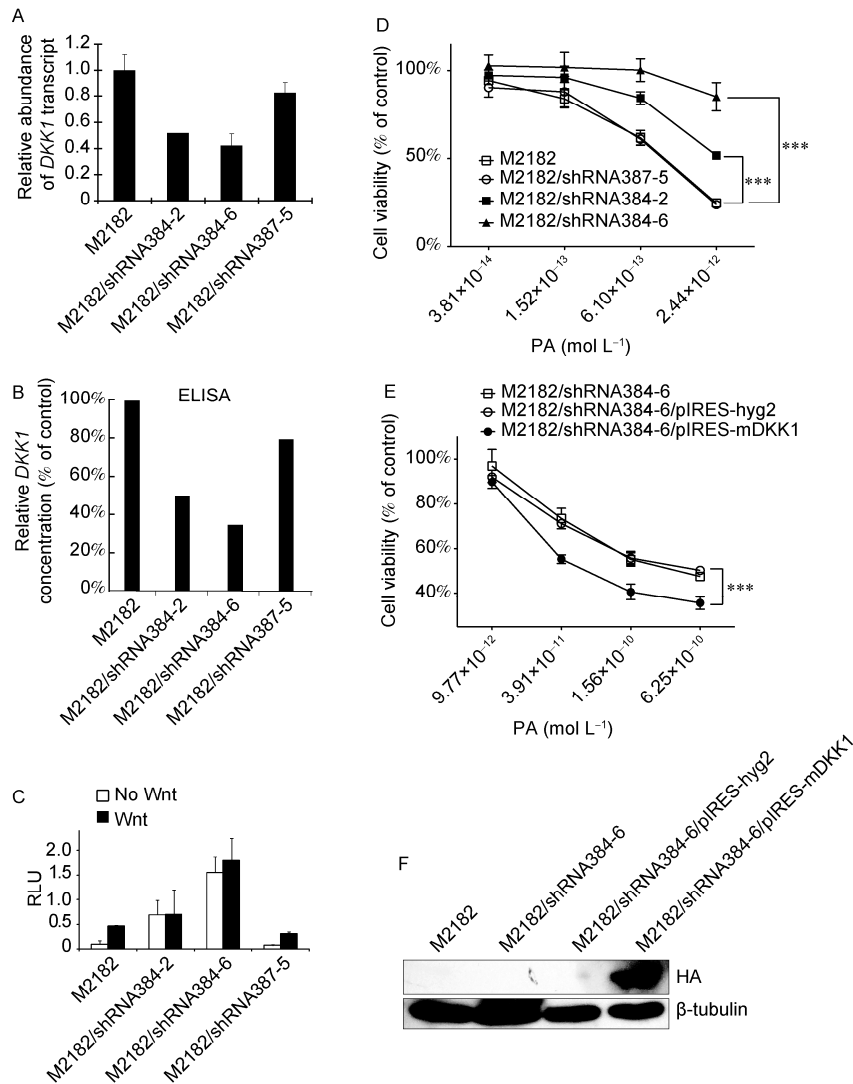 A
Relative abundance
of DKK1 transcript
1.2
1.0
0.8
0.6
0.4
0.2
0
M2182
M2182/shRNA384-2
M2182/shRNA384-6
M2182/shRNA387-5
D
Cell viability (% of control)
100%
50%
0%
M2182
M2182/shRNA387-5
M2182/shRNA384-2
M2182/shRNA384-6
***
***
3.81×10⁻¹⁴
1.52×10⁻¹³
6.10×10⁻¹³
2.44×10⁻¹²
PA (mol L⁻¹)
B
ELISA
Relative DKK1
concentration (% of control)
100%
80%
60%
40%
20%
0%
M2182
M2182/shRNA384-2
M2182/shRNA384-6
M2182/shRNA387-5
E
M2182/shRNA384-6
M2182/shRNA384-6/pIRES-hyg2
M2182/shRNA384-6/pIRES-mDKK1
Cell viability (% of control)
100%
80%
60%
40%
***
9.77×10⁻¹²
3.91×10⁻¹¹
1.56×10⁻¹⁰
6.25×10⁻¹⁰
PA (mol L⁻¹)
C
No Wnt
Wnt
RLU
2.0
1.5
1.0
0.5
0
M2182
M2182/shRNA384-2
M2182/shRNA384-6
M2182/shRNA387-5
F
M2182
M2182/shRNA384-6
M2182/shRNA384-6/pIRES-hyg2
M2182/shRNA384-6/pIRES-mDKK1
HA
β-tubulin